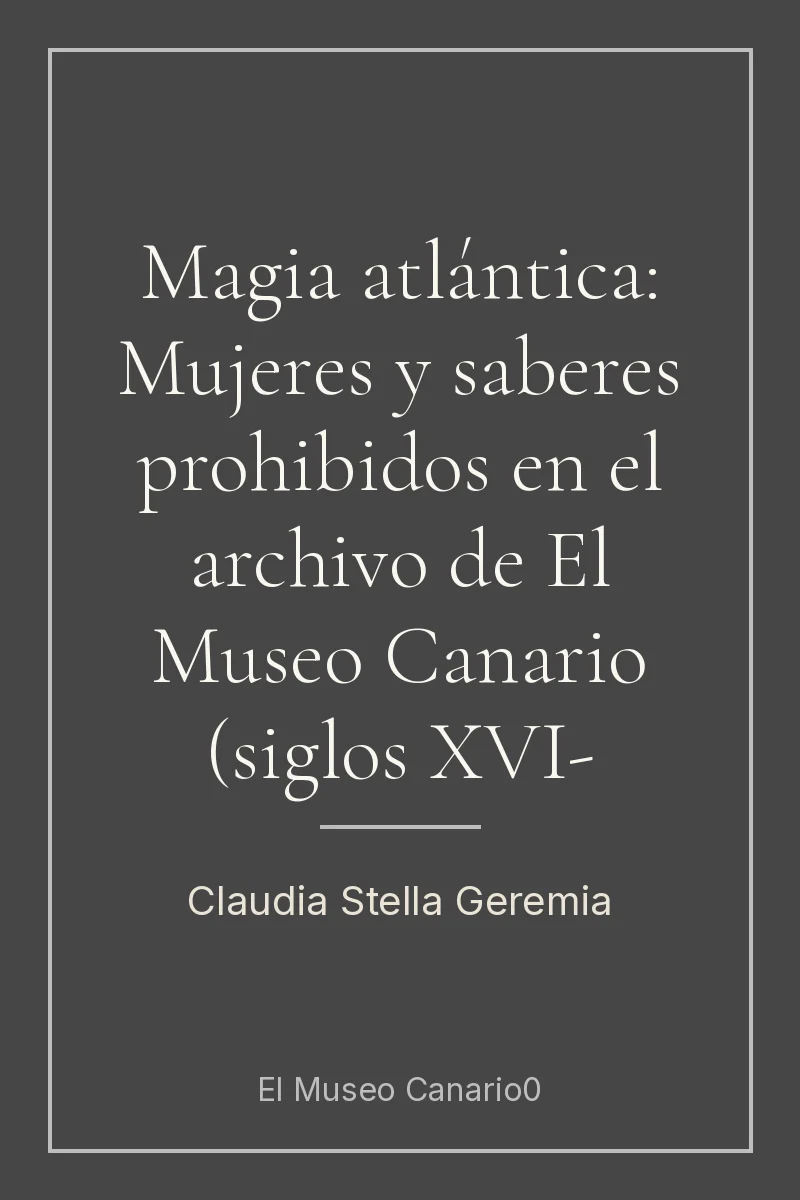 Magia atlántica:
Mujeres y saberes
prohibidos en el
archivo de El
Museo Canario
(siglos XVI-
Claudia Stella Geremia
El Museo Canario0